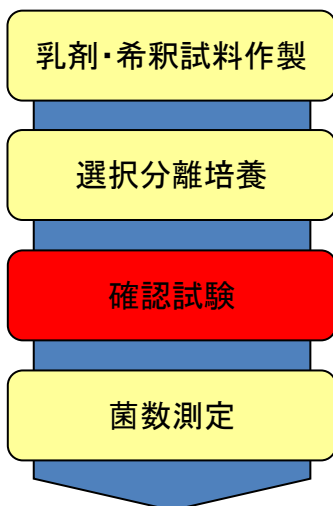 乳剤・希釈試料作製
選択分離培養
確認試験
菌数測定